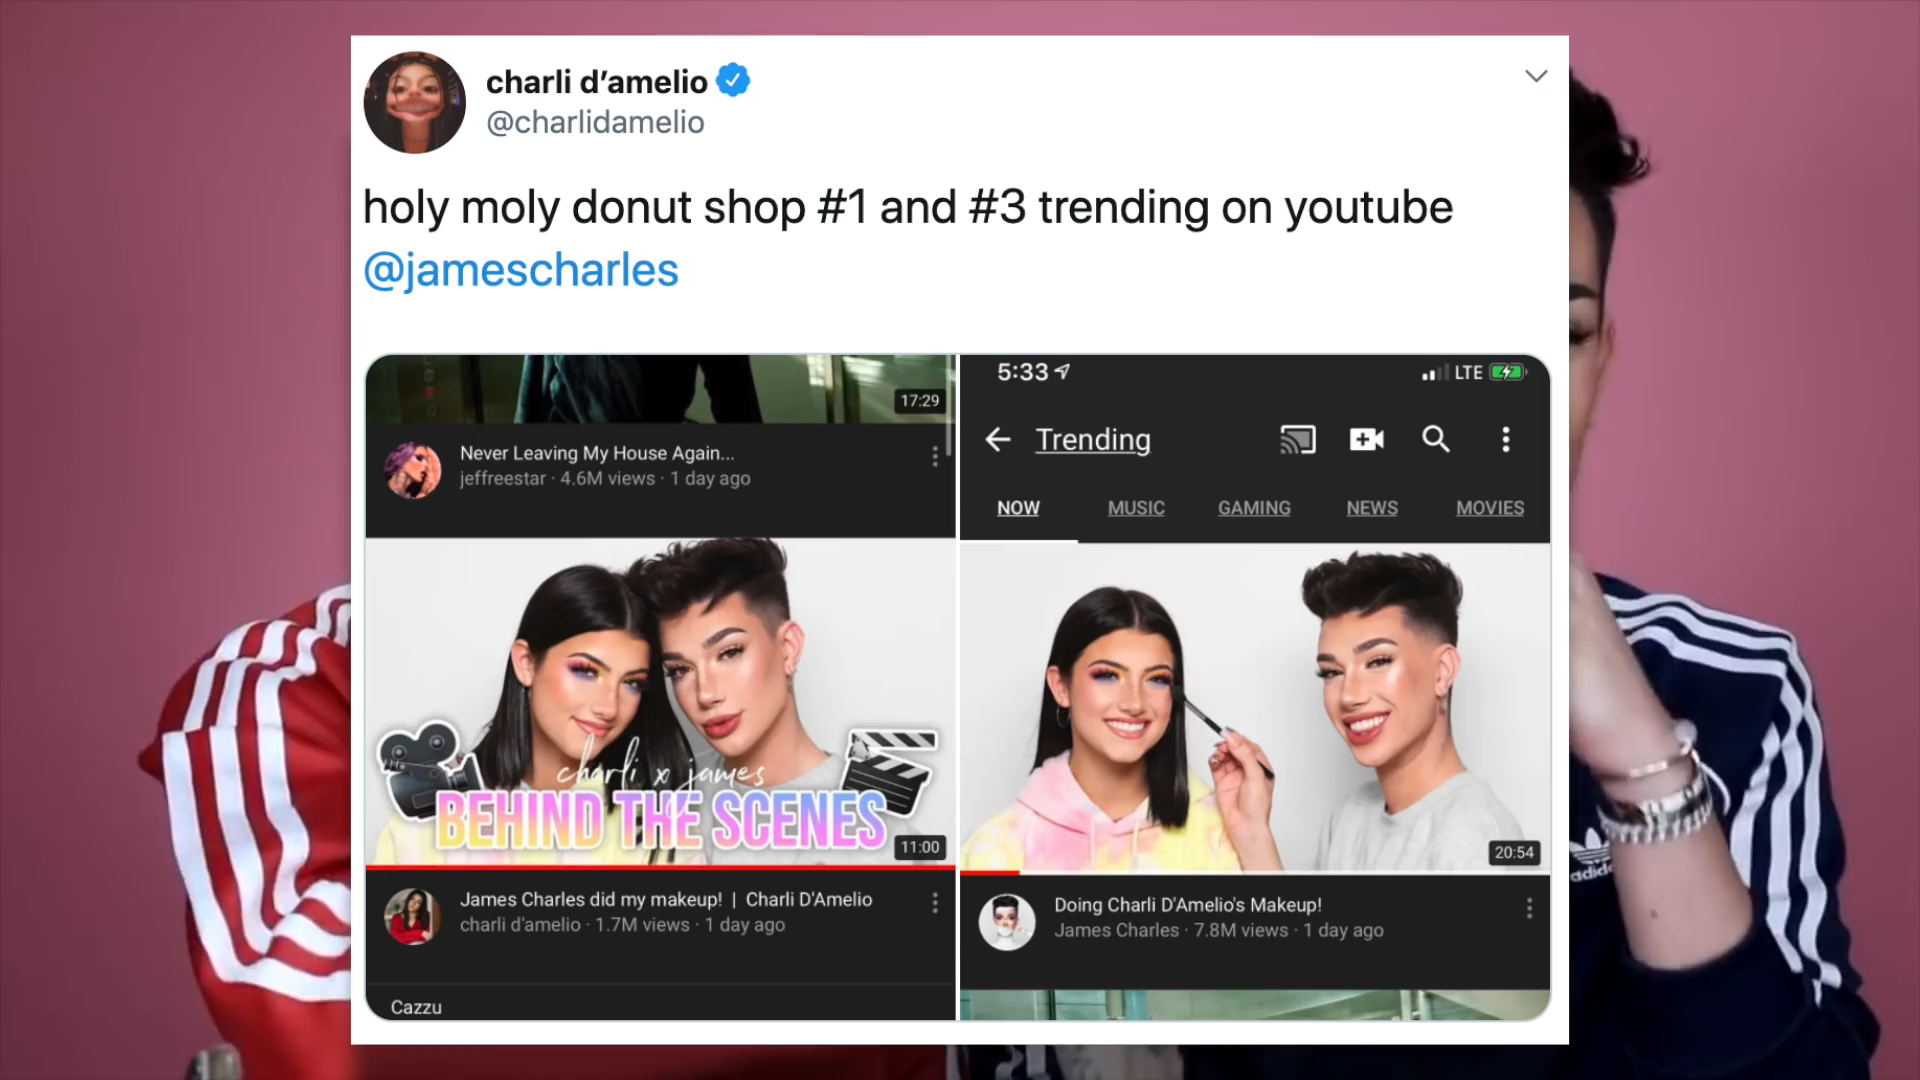 charli d’amelio
@charlidamelio
holy moly donut shop #1 and #3 trending on youtube
@jamescharles
17:29
Never Leaving My House Again...
jeffreestar · 4.6M views · 1 day ago
charli x james
BEHIND THE SCENES
11:00
James Charles did my makeup! | Charli D'Amelio
charli d'amelio · 1.7M views · 1 day ago
Cazzu
5:33
LTE
Trending
NOW MUSIC GAMING NEWS MOVIES
20:54
Doing Charli D'Amelio's Makeup!
James Charles · 7.8M views · 1 day ago
adidas